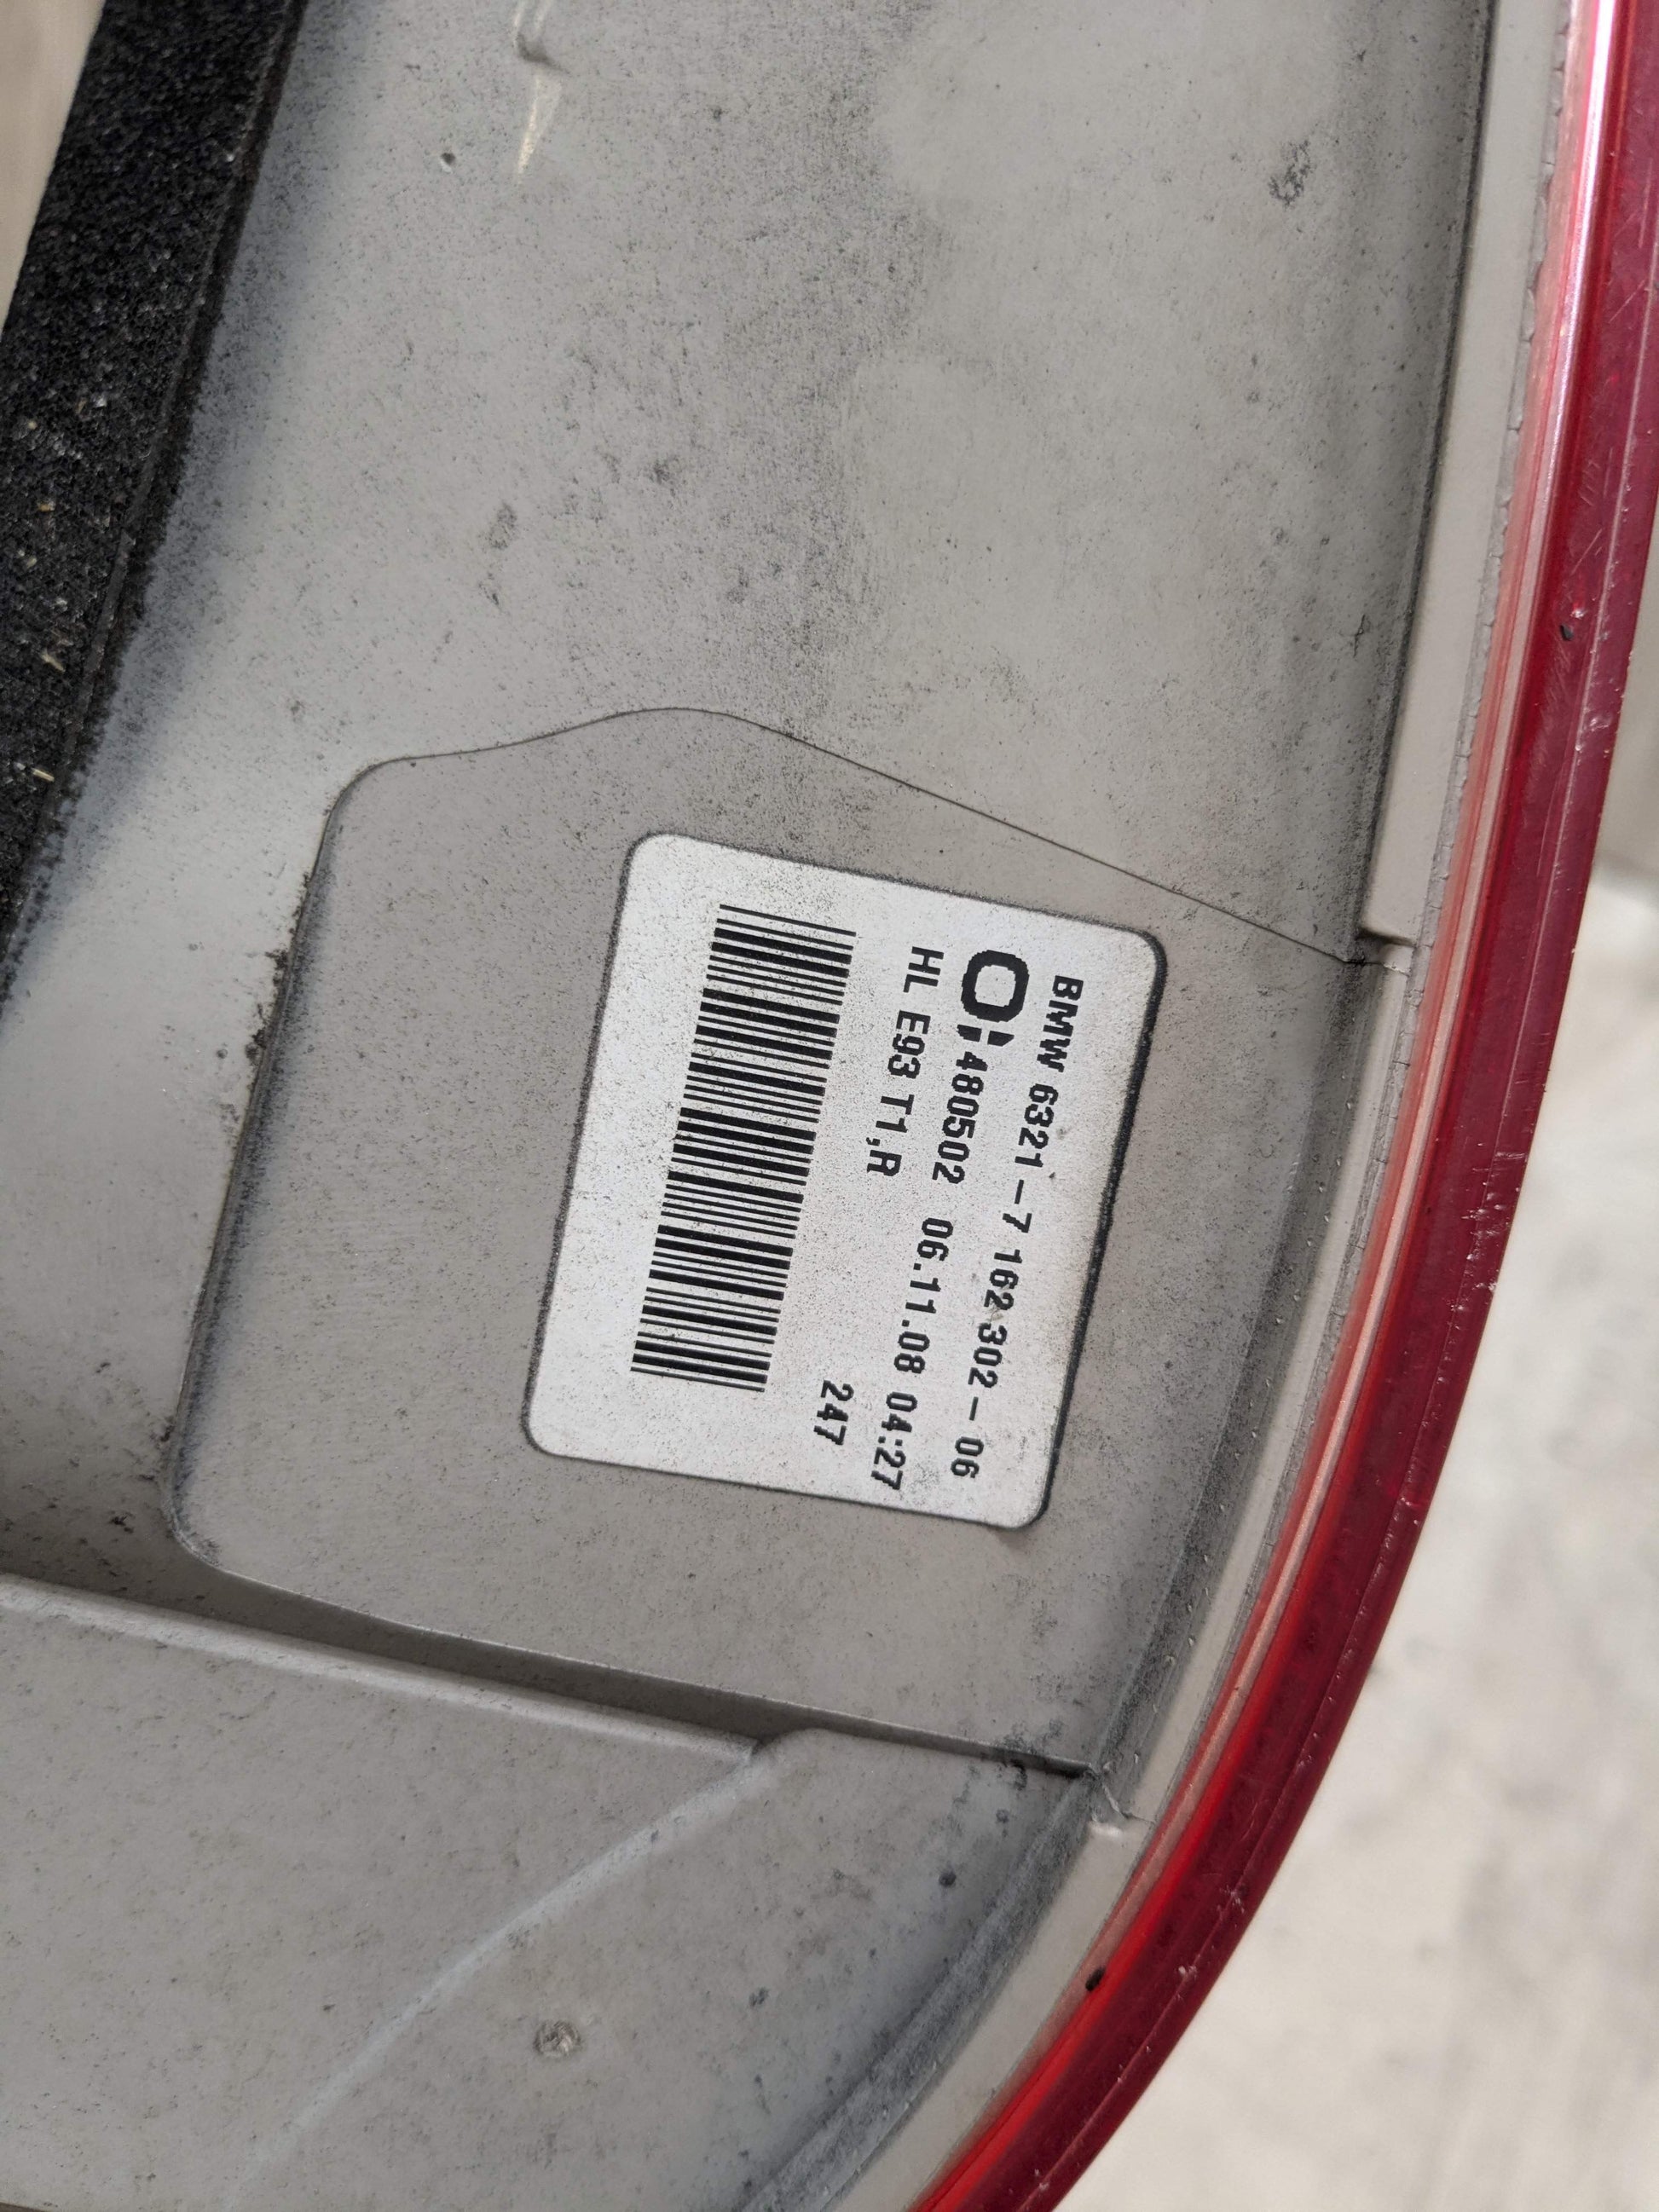 BMW 6321-7 162 302-06
480502 06.11.08 04:27
HL E93 T1,R 247